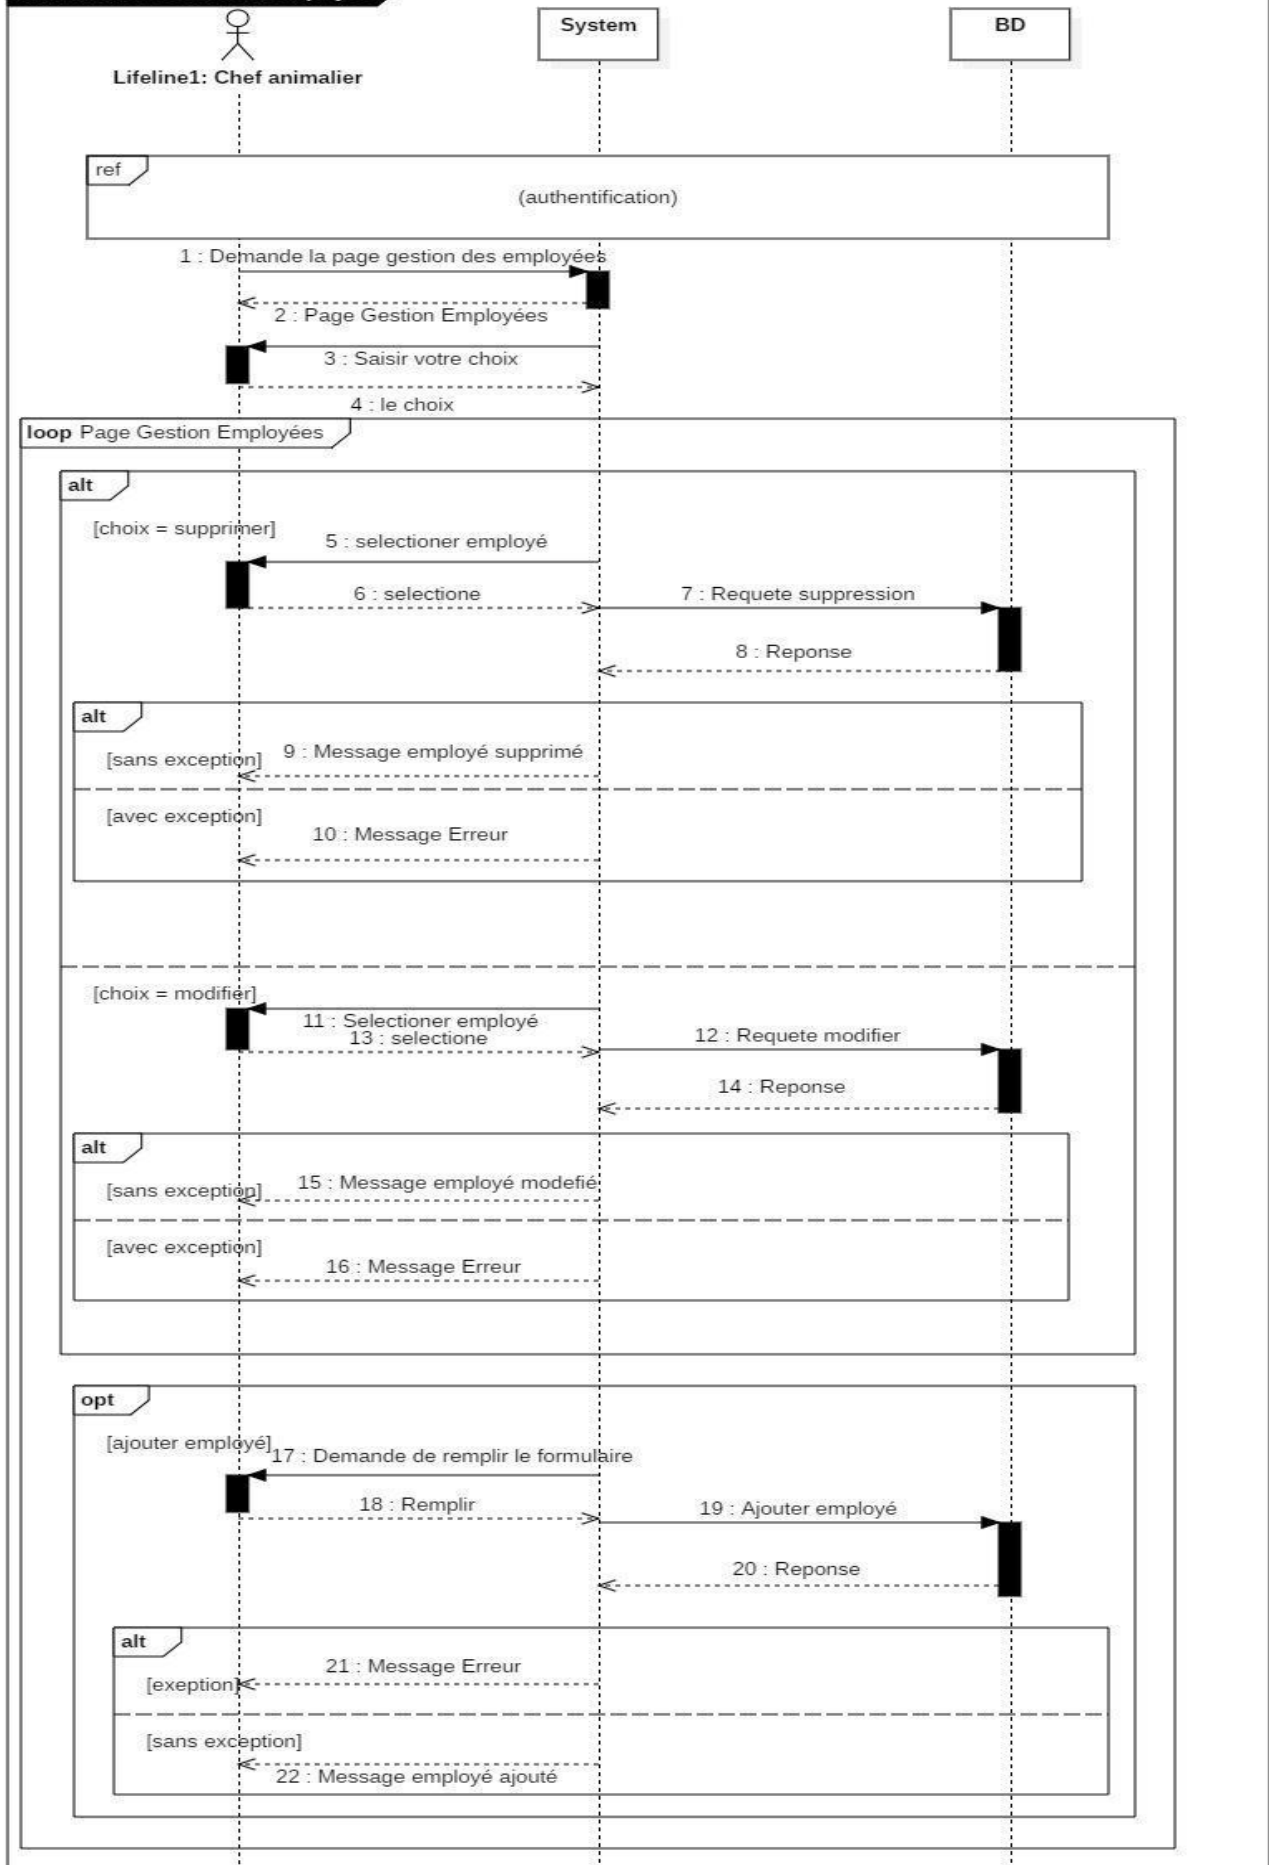 System
BD
Lifeline1: Chef animalier
ref
(authentification)
1 : Demande la page gestion des employées
2 : Page Gestion Employées
3 : Saisir votre choix
4 : le choix
loop Page Gestion Employées
alt
[choix = supprimer]
5 : selectioner employé
6 : selectione
7 : Requete suppression
8 : Reponse
alt
[sans exception]
9 : Message employé supprimé
[avec exception]
10 : Message Erreur
[choix = modifier]
11 : Selectioner employé
13 : selectione
12 : Requete modifier
14 : Reponse
alt
[sans exception]
15 : Message employé modefié
[avec exception]
16 : Message Erreur
opt
[ajouter employé]
17 : Demande de remplir le formulaire
18 : Remplir
19 : Ajouter employé
20 : Reponse
alt
21 : Message Erreur
[exeption]
[sans exception]
22 : Message employé ajouté